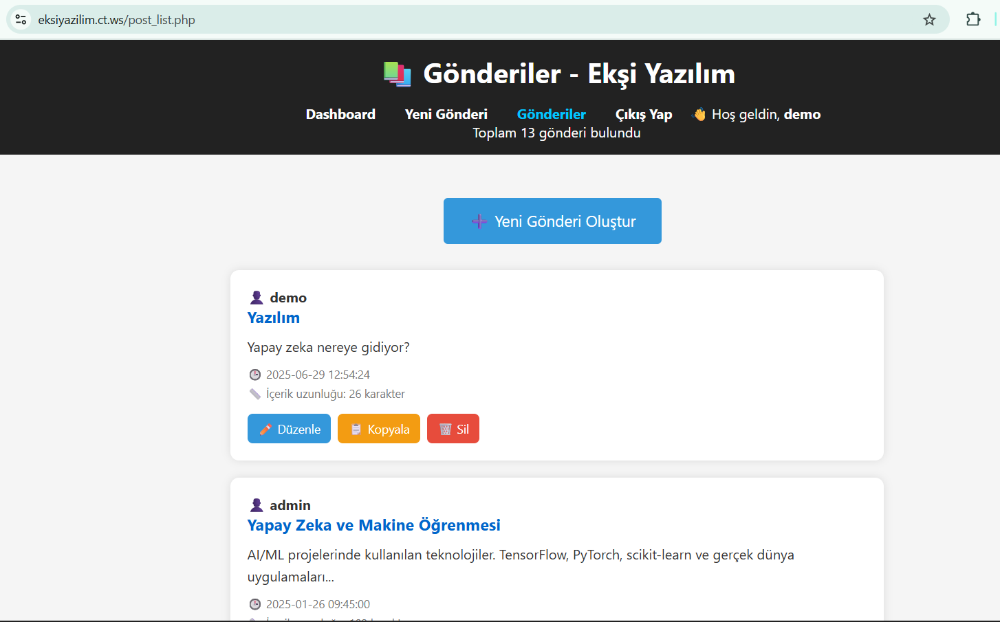 eksiyazilim.ct.ws/post_list.php
Gönderiler - Ekşi Yazılım
Dashboard Yeni Gönderi Gönderiler Çıkış Yap 👋 Hoş geldin, demo
Toplam 13 gönderi bulundu
➕ Yeni Gönderi Oluştur
demo
Yazılım
Yapay zeka nereye gidiyor?
2025-06-29 12:54:24
İçerik uzunluğu: 26 karakter
Düzenle Kopyala Sil
admin
Yapay Zeka ve Makine Öğrenmesi
AI/ML projelerinde kullanılan teknolojiler. TensorFlow, PyTorch, scikit-learn ve gerçek dünya
uygulamaları...
2025-01-26 09:45:00